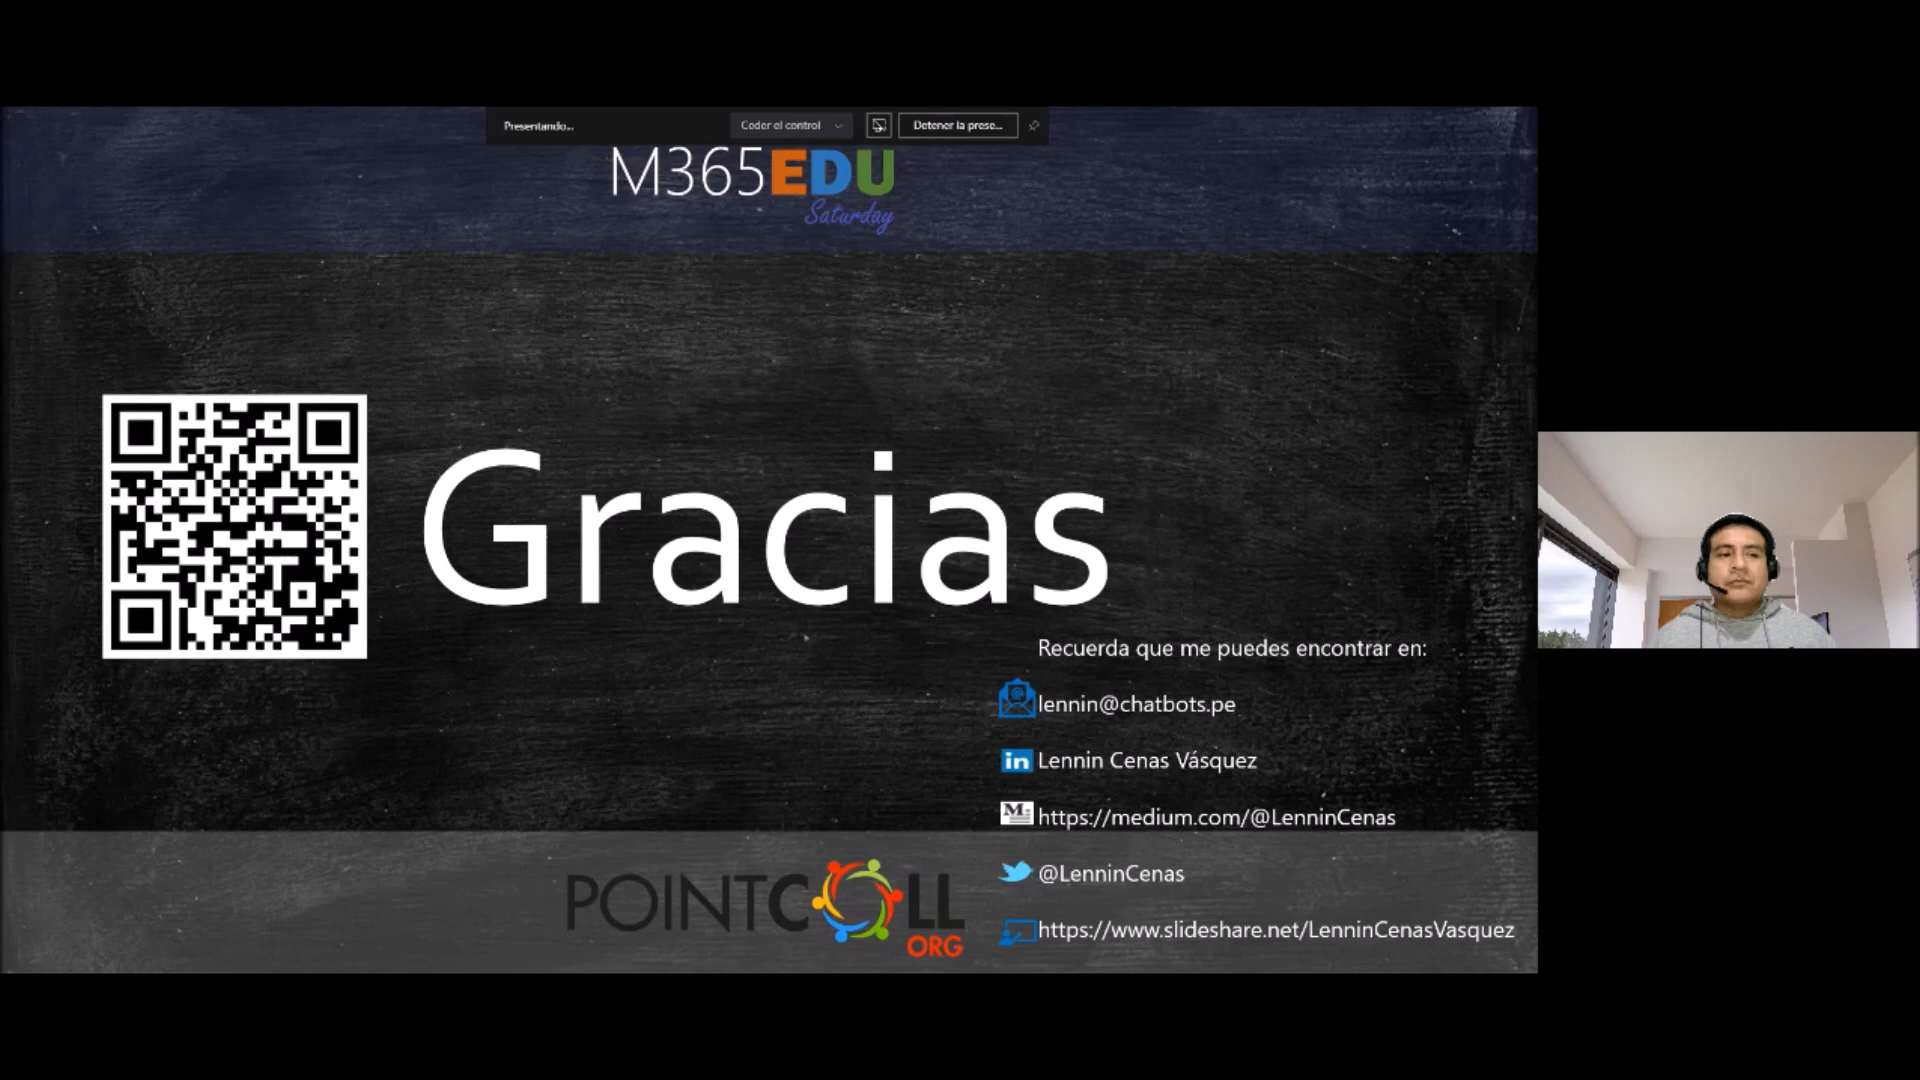 Presentando...
Ceder el control
Detener la prese...
M365EDU
Saturday
Gracias
Recuerda que me puedes encontrar en:
lennin@chatbots.pe
in Lennin Cenas Vásquez
M https://medium.com/@LenninCenas
@LenninCenas
https://www.slideshare.net/LenninCenasVasquez
POINTCOLL
ORG